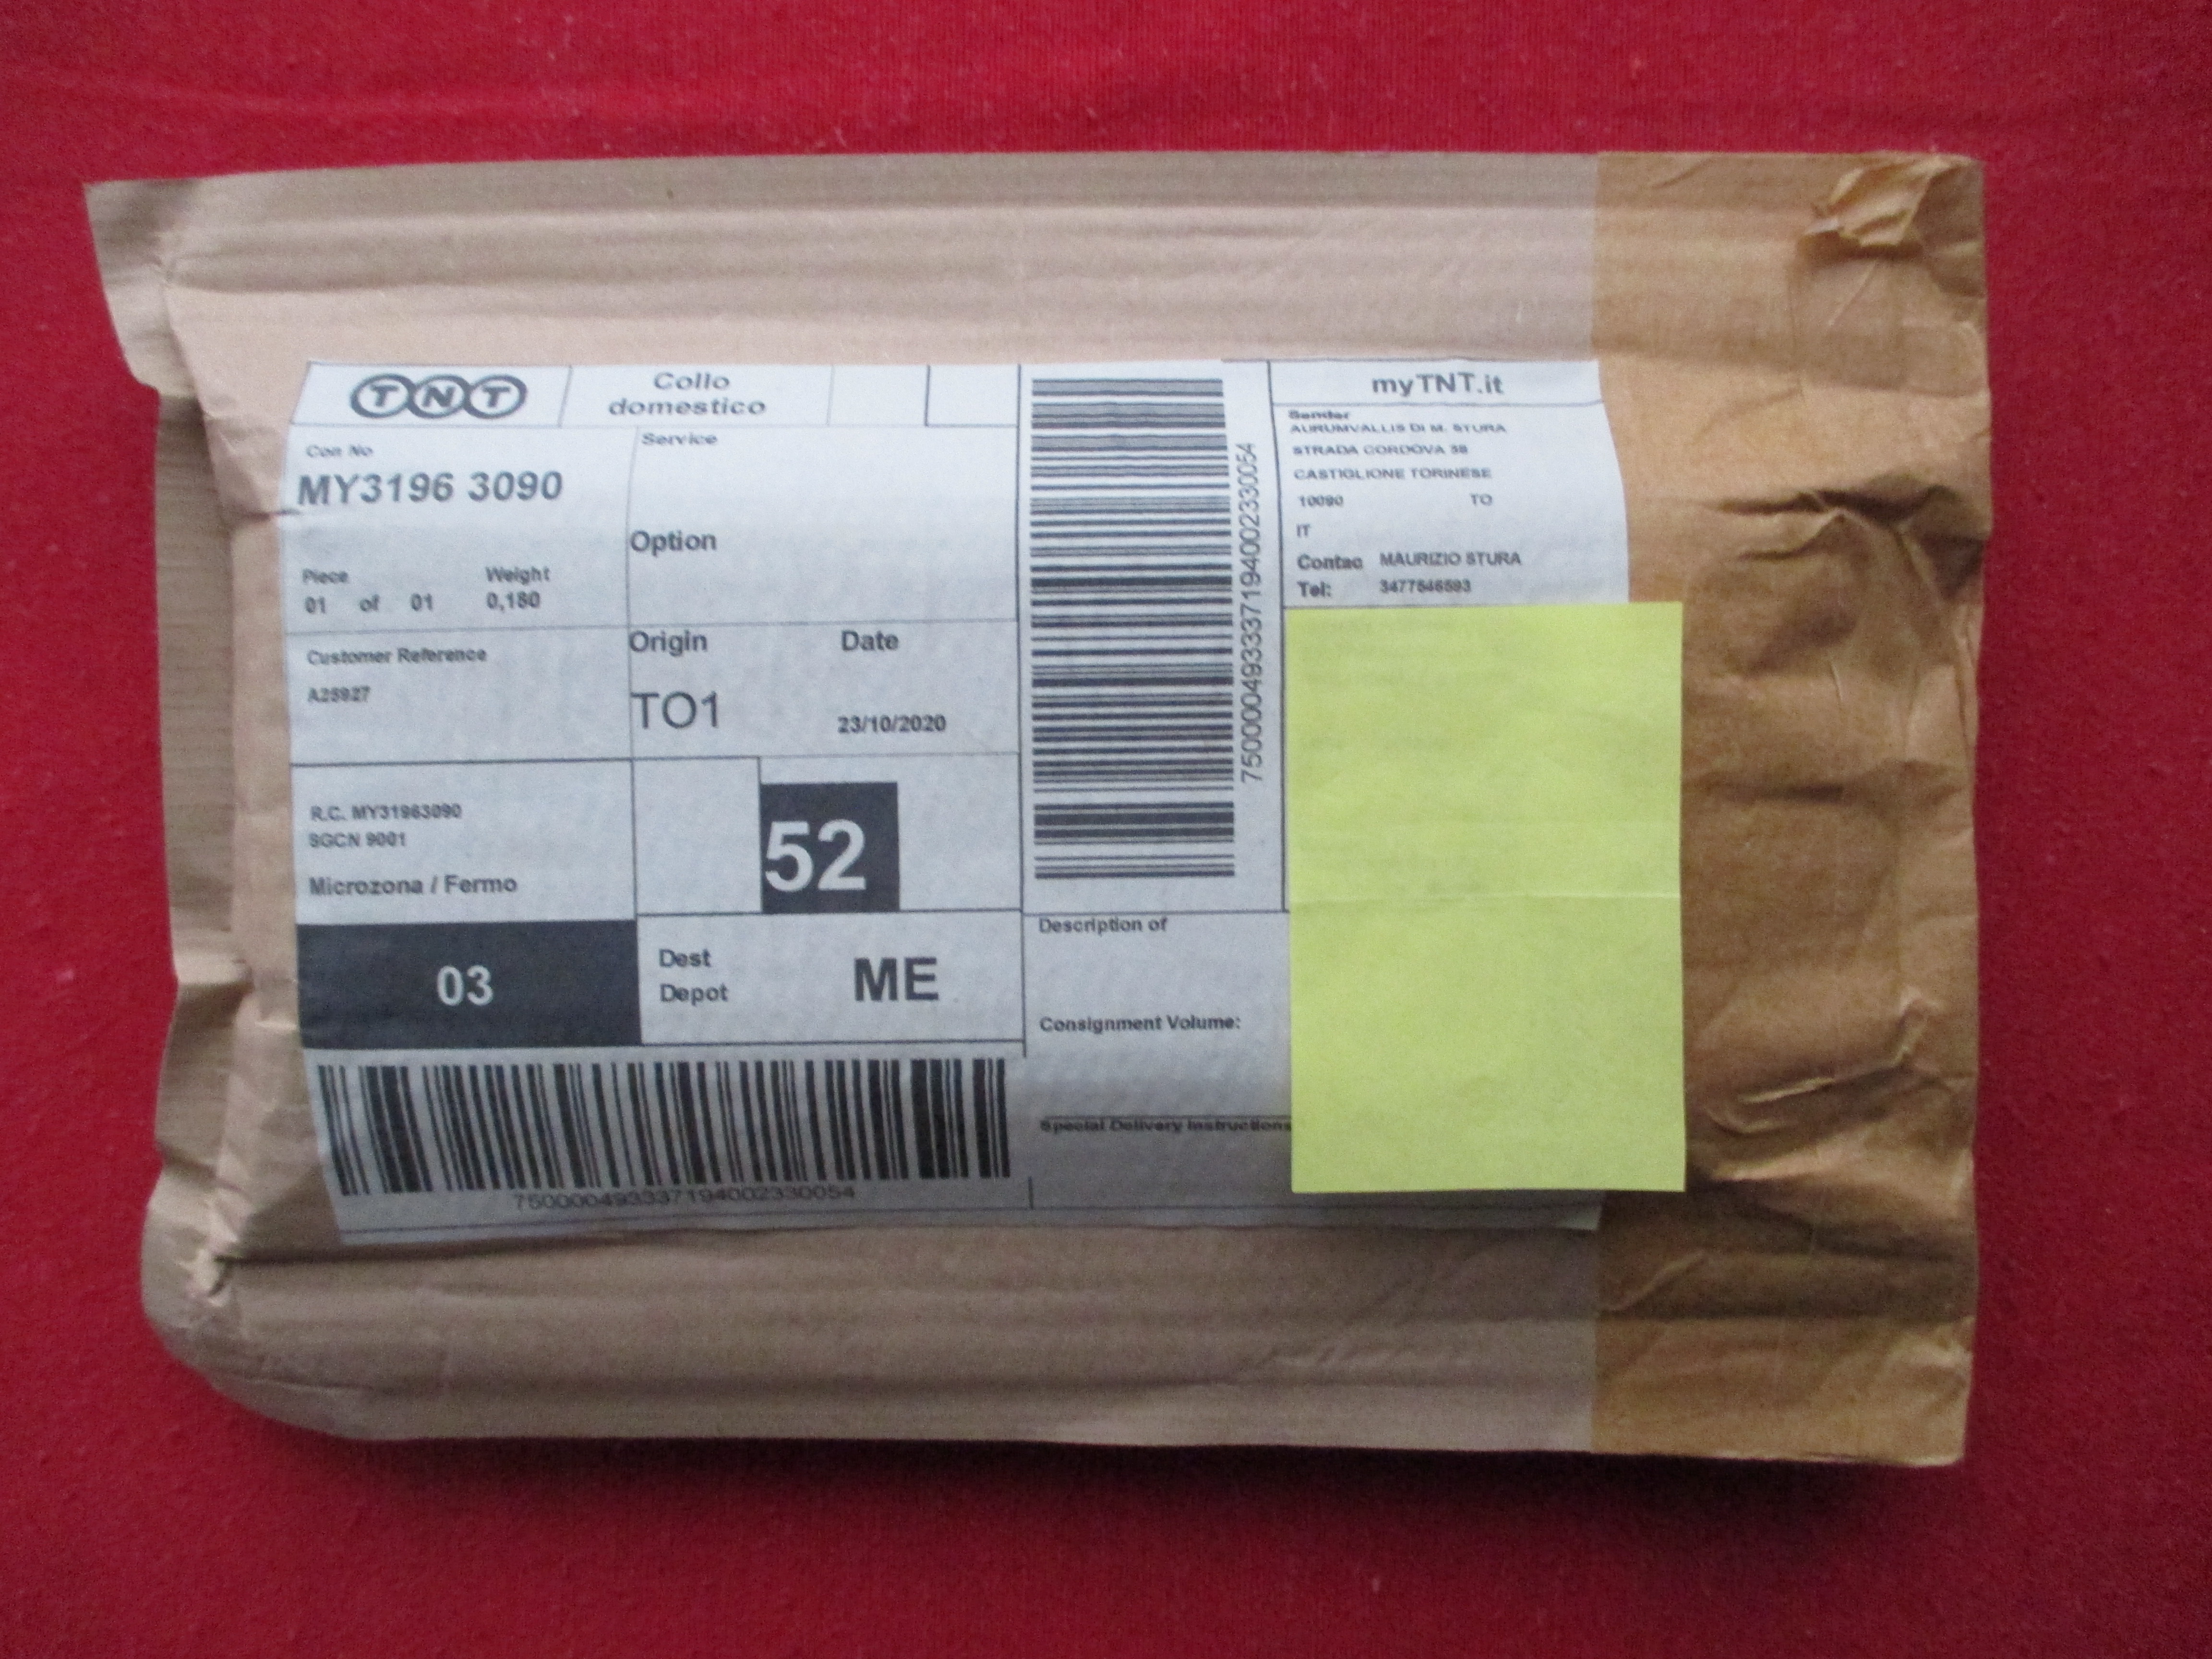 TNT
Collo
domestico
Con No
MY3196 3090
Service
Option
Piece
Weight
01 of 01
0,180
Customer Reference
A25927
Origin
Date
TO1
23/10/2020
R.C. MY31963090
SGCN 9001
Microzona / Fermo
52
03
Dest
Depot
ME
7500004933371940002330054
750000493337194002330054
myTNT.it
Sender
AURUMVALLIS DI M. STURA
STRADA CORDOVA 38
CASTIGLIONE TORINESE
10090 TO
IT
Contac MAURIZIO STURA
Tel: 3477546593
Description of
Consignment Volume:
Special Delivery Instructions